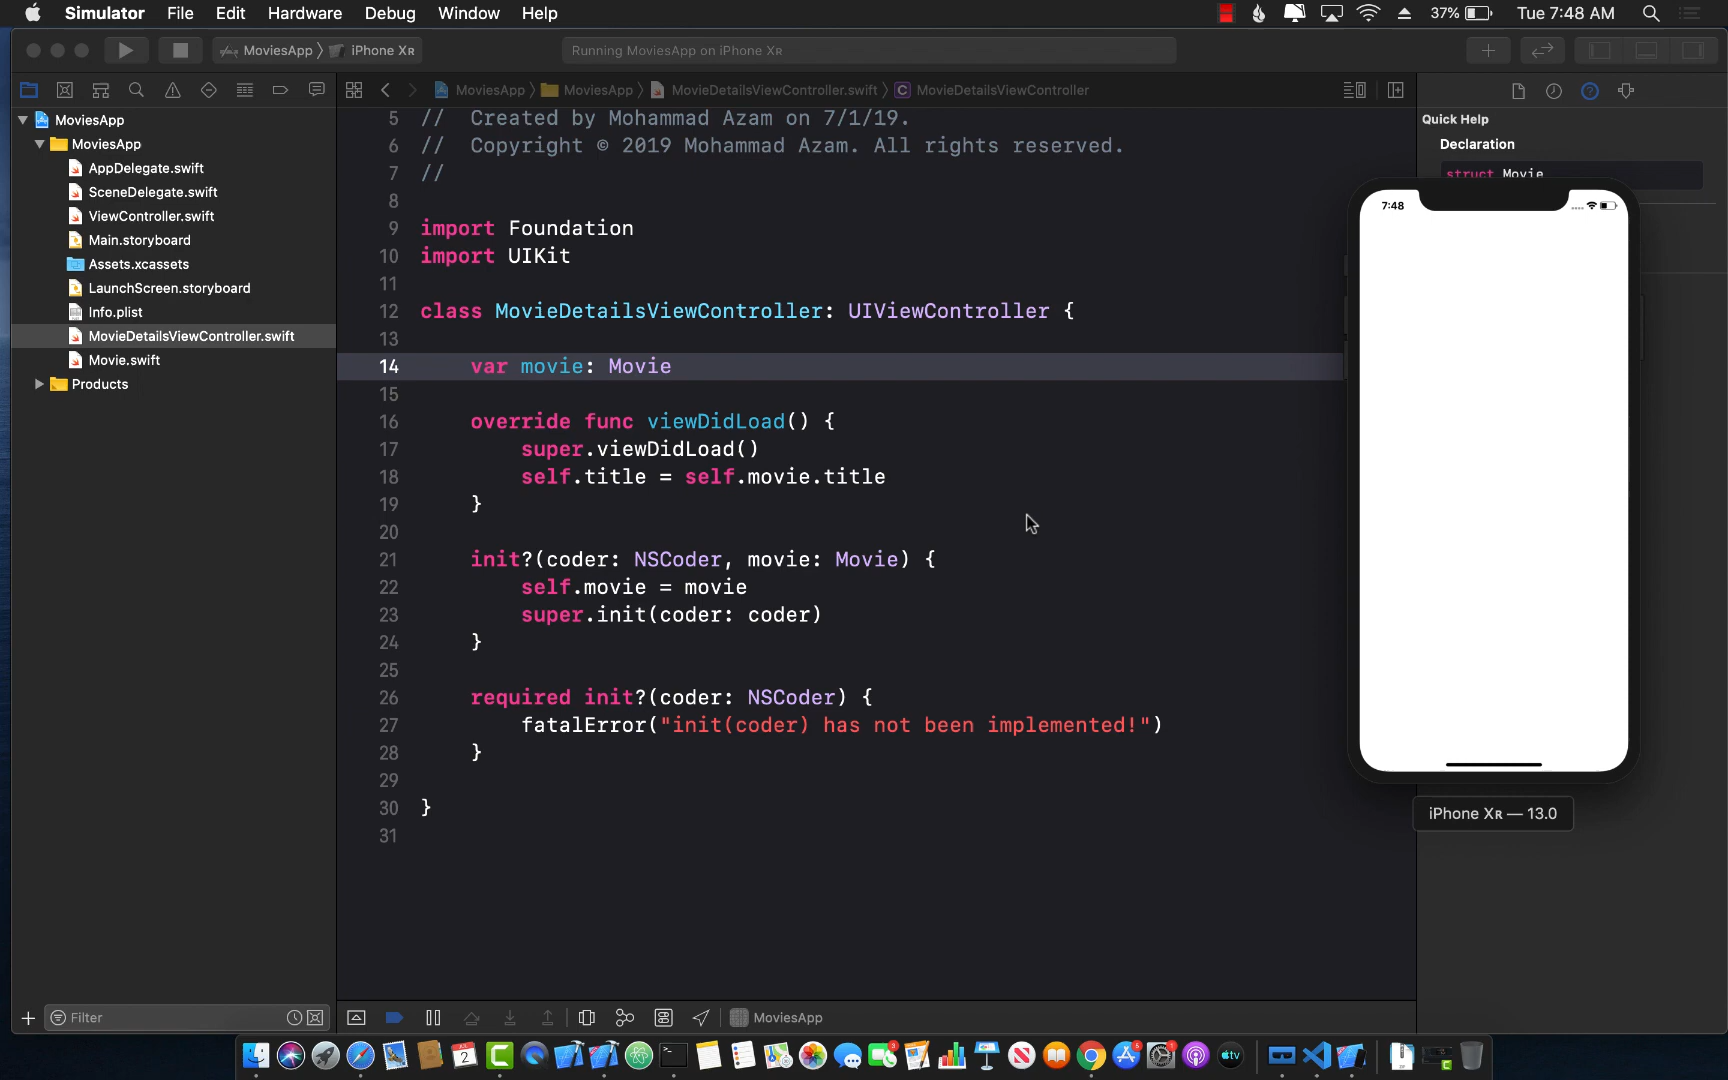 Simulator File Edit Hardware Debug Window Help 37% Tue 7:48 AM
MoviesApp iPhone XR Running MoviesApp on iPhone XR
MoviesApp MoviesApp MovieDetailsViewController.swift C MovieDetailsViewController
MoviesApp
MoviesApp
AppDelegate.swift
SceneDelegate.swift
ViewController.swift
Main.storyboard
Assets.xcassets
LaunchScreen.storyboard
Info.plist
MovieDetailsViewController.swift
Movie.swift
Products
Filter
5 // Created by Mohammad Azam on 7/1/19.
6 // Copyright © 2019 Mohammad Azam. All rights reserved.
7 //
8
9 import Foundation
10 import UIKit
11
12 class MovieDetailsViewController: UIViewController {
13
14 var movie: Movie
15
16 override func viewDidLoad() {
17 super.viewDidLoad()
18 self.title = self.movie.title
19 }
20
21 init?(coder: NSCoder, movie: Movie) {
22 self.movie = movie
23 super.init(coder: coder)
24 }
25
26 required init?(coder: NSCoder) {
27 fatalError("init(coder) has not been implemented!")
28 }
29
30 }
31
MoviesApp
Quick Help
Declaration
struct Movie
7:48
iPhone XR — 13.0
2
3
tv
5
1